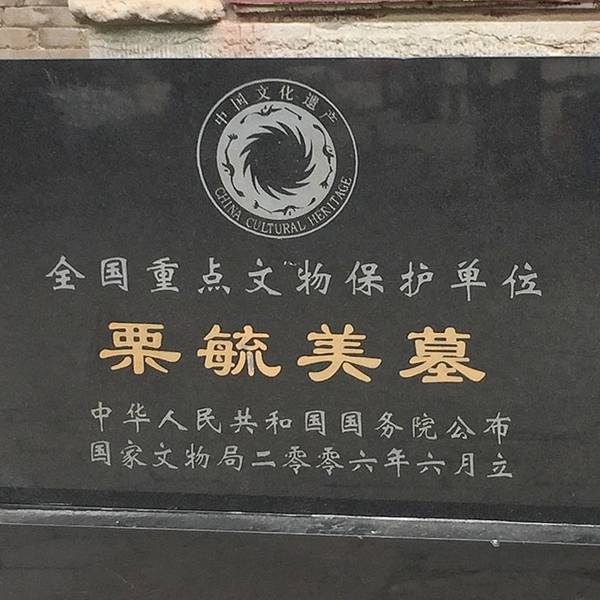 中国文化遗产
CHINA CULTURAL HERITAGE
全国重点文物保护单位
栗毓美墓
中华人民共和国国务院公布
国家文物局二零零六年六月立